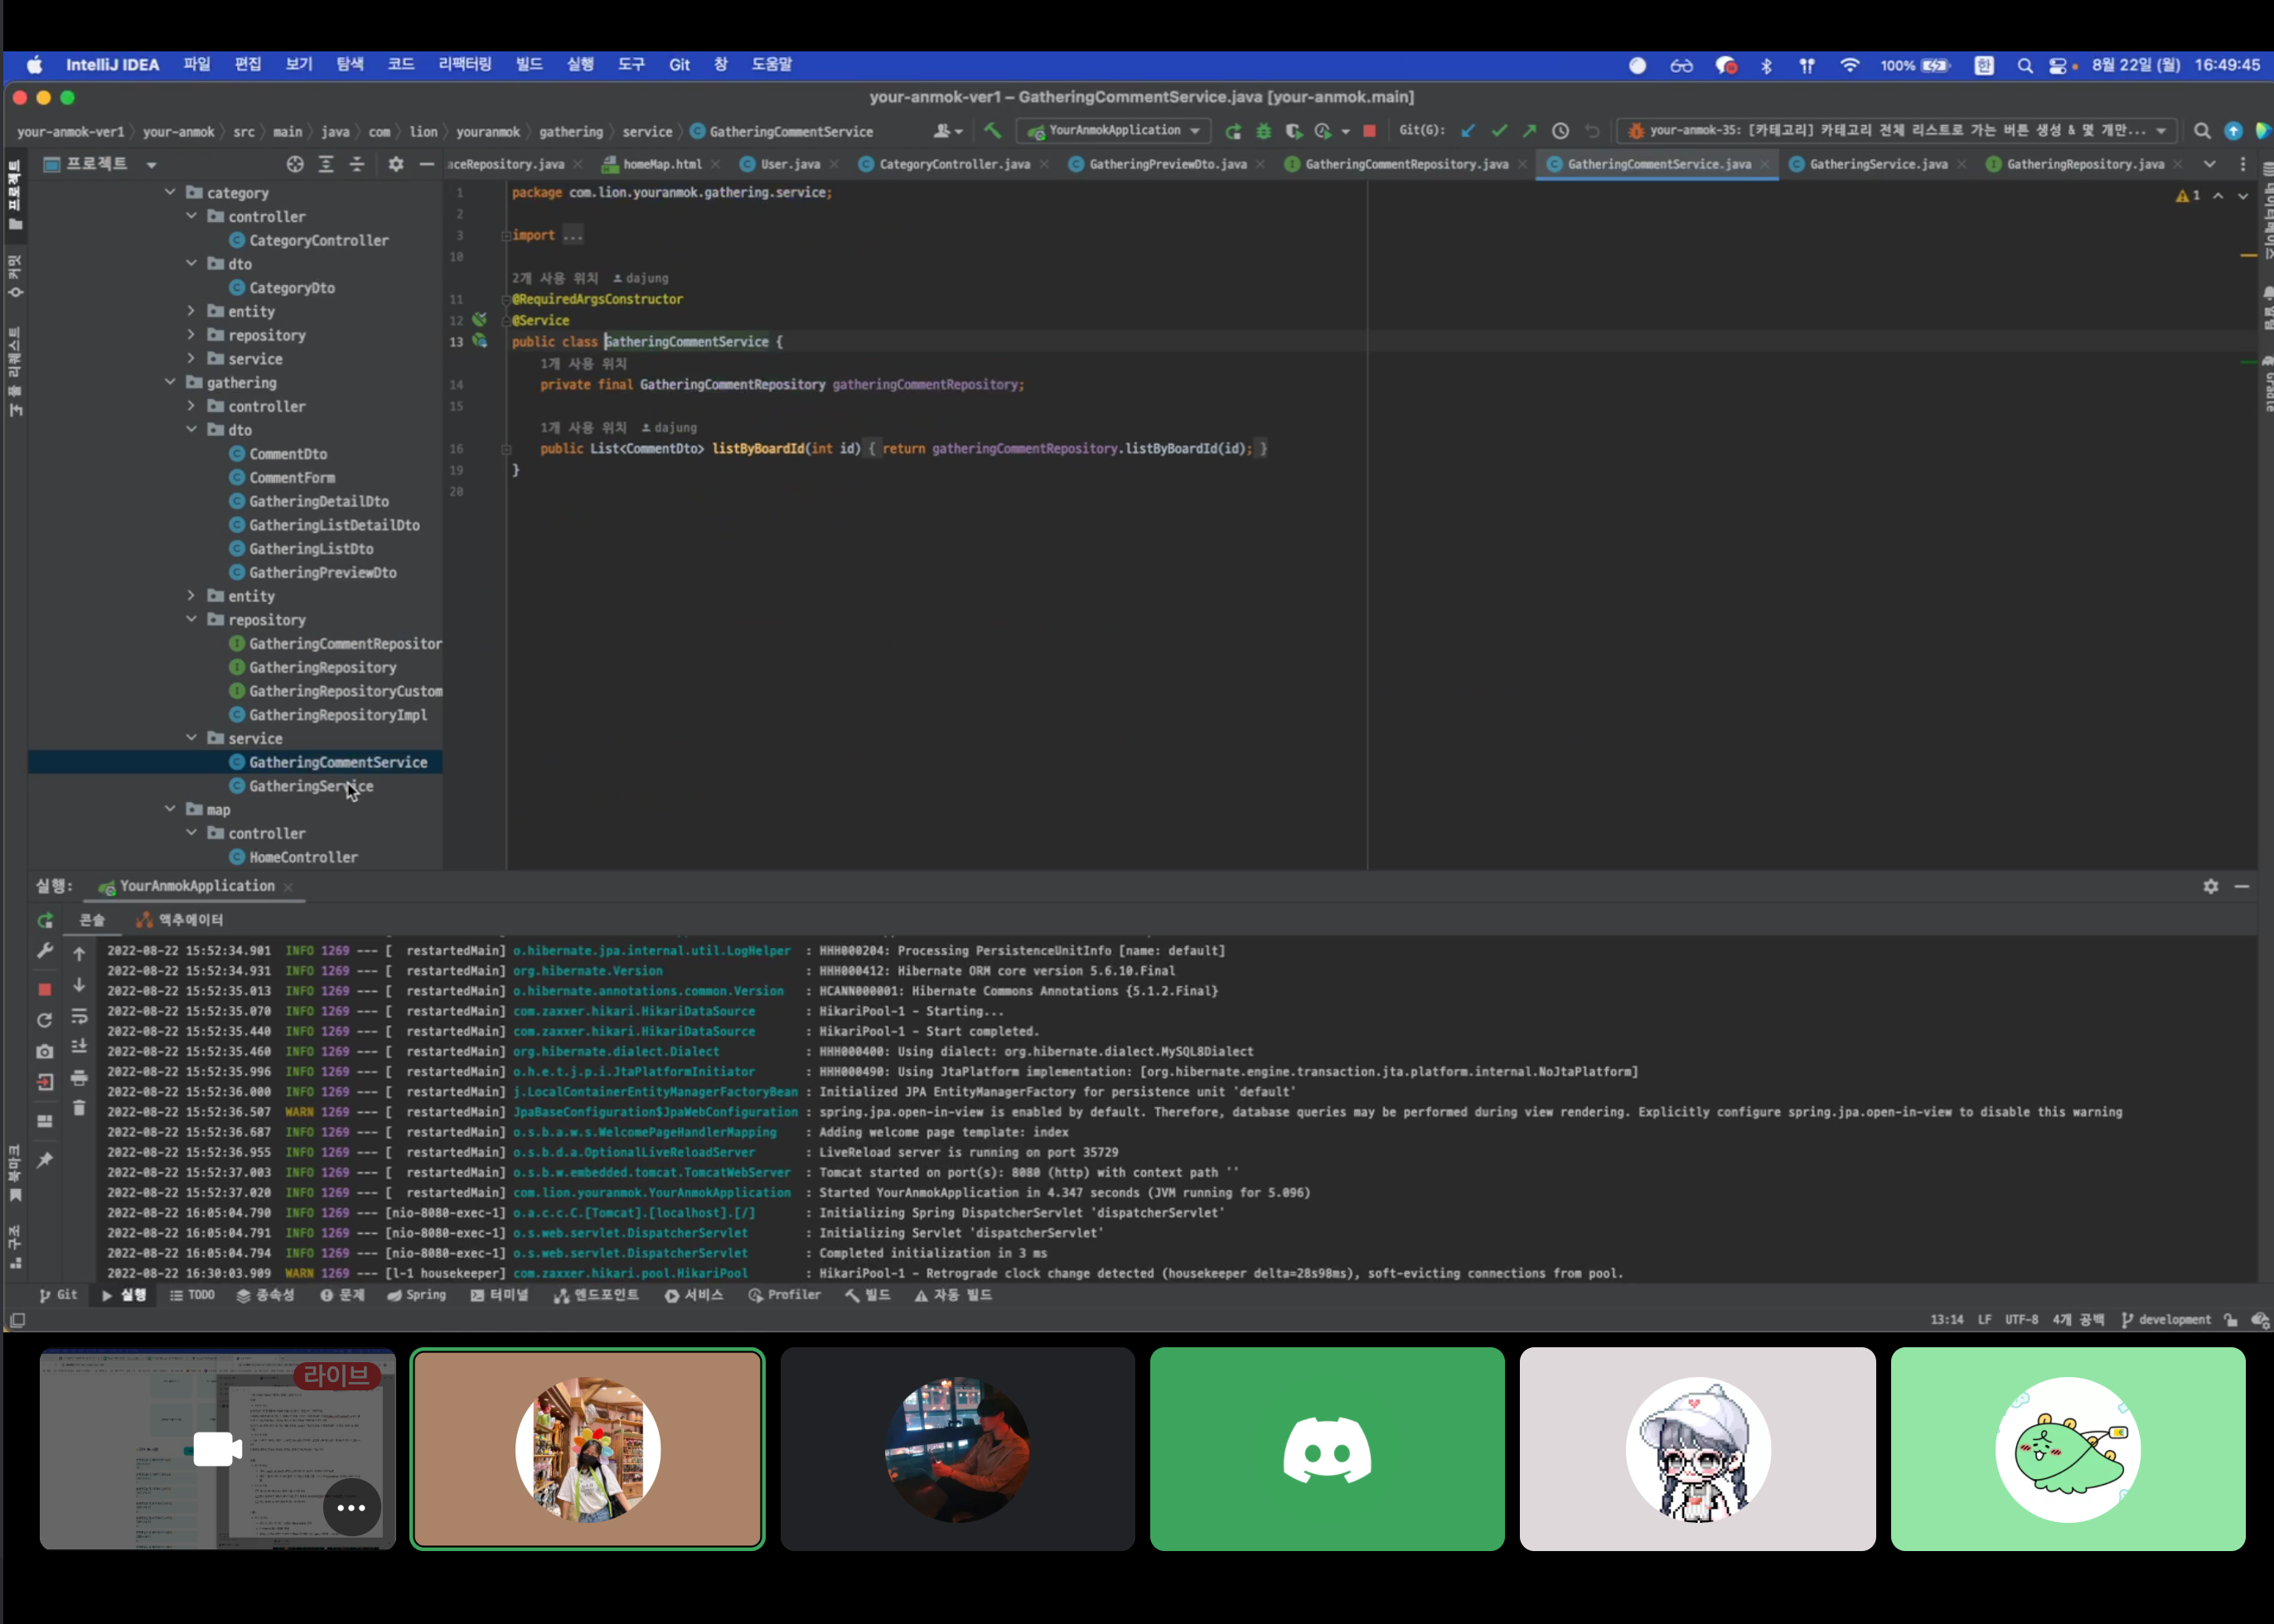 IntelliJ IDEA 파일 편집 보기 탐색 코드 리팩터링 빌드 실행 도구 Git 창 도움말 100% 한 8월 22일 (월) 16:49:45
your-anmok-ver1 – GatheringCommentService.java [your-anmok.main]
your-anmok-ver1 your-anmok src main java com lion youranmok gathering service GatheringCommentService YourAnmokApplication Git(G): your-anmok-35: [카테고리] 카테고리 전체 리스트로 가는 버튼 생성 & 몇 개만...
프로젝트 aceRepository.java homeMap.html User.java CategoryController.java GatheringPreviewDto.java GatheringCommentRepository.java GatheringCommentService.java GatheringService.java GatheringRepository.java
프로젝트
커밋
풀 리퀘스트
북마크
구조
데이터베이스
알림
Gradle
category
controller
CategoryController
dto
CategoryDto
entity
repository
service
gathering
controller
dto
CommentDto
CommentForm
GatheringDetailDto
GatheringListDetailDto
GatheringListDto
GatheringPreviewDto
entity
repository
GatheringCommentRepositor
GatheringRepository
GatheringRepositoryCustom
GatheringRepositoryImpl
service
GatheringCommentService
GatheringService
map
controller
HomeController
1 package com.lion.youranmok.gathering.service; 1
2
3 import ...
10
2개 사용 위치 dajung
11 @RequiredArgsConstructor
12 @Service
13 public class GatheringCommentService {
1개 사용 위치
14 private final GatheringCommentRepository gatheringCommentRepository;
15
1개 사용 위치 dajung
16 public List<CommentDto> listByBoardId(int id) { return gatheringCommentRepository.listByBoardId(id); }
19 }
20
실행: YourAnmokApplication
콘솔 액추에이터
2022-08-22 15:52:34.901 INFO 1269 --- [ restartedMain] o.hibernate.jpa.internal.util.LogHelper : HHH000204: Processing PersistenceUnitInfo [name: default]
2022-08-22 15:52:34.931 INFO 1269 --- [ restartedMain] org.hibernate.Version : HHH000412: Hibernate ORM core version 5.6.10.Final
2022-08-22 15:52:35.013 INFO 1269 --- [ restartedMain] o.hibernate.annotations.common.Version : HCANN000001: Hibernate Commons Annotations {5.1.2.Final}
2022-08-22 15:52:35.070 INFO 1269 --- [ restartedMain] com.zaxxer.hikari.HikariDataSource : HikariPool-1 - Starting...
2022-08-22 15:52:35.440 INFO 1269 --- [ restartedMain] com.zaxxer.hikari.HikariDataSource : HikariPool-1 - Start completed.
2022-08-22 15:52:35.460 INFO 1269 --- [ restartedMain] org.hibernate.dialect.Dialect : HHH000400: Using dialect: org.hibernate.dialect.MySQL8Dialect
2022-08-22 15:52:35.996 INFO 1269 --- [ restartedMain] o.h.e.t.j.p.i.JtaPlatformInitiator : HHH000490: Using JtaPlatform implementation: [org.hibernate.engine.transaction.jta.platform.internal.NoJtaPlatform]
2022-08-22 15:52:36.000 INFO 1269 --- [ restartedMain] j.LocalContainerEntityManagerFactoryBean : Initialized JPA EntityManagerFactory for persistence unit 'default'
2022-08-22 15:52:36.507 WARN 1269 --- [ restartedMain] JpaBaseConfiguration$JpaWebConfiguration : spring.jpa.open-in-view is enabled by default. Therefore, database queries may be performed during view rendering. Explicitly configure spring.jpa.open-in-view to disable this warning
2022-08-22 15:52:36.687 INFO 1269 --- [ restartedMain] o.s.b.a.w.s.WelcomePageHandlerMapping : Adding welcome page template: index
2022-08-22 15:52:36.955 INFO 1269 --- [ restartedMain] o.s.b.d.a.OptionalLiveReloadServer : LiveReload server is running on port 35729
2022-08-22 15:52:37.003 INFO 1269 --- [ restartedMain] o.s.b.w.embedded.tomcat.TomcatWebServer : Tomcat started on port(s): 8080 (http) with context path ''
2022-08-22 15:52:37.020 INFO 1269 --- [ restartedMain] com.lion.youranmok.YourAnmokApplication : Started YourAnmokApplication in 4.347 seconds (JVM running for 5.096)
2022-08-22 16:05:04.790 INFO 1269 --- [nio-8080-exec-1] o.a.c.c.C.[Tomcat].[localhost].[/] : Initializing Spring DispatcherServlet 'dispatcherServlet'
2022-08-22 16:05:04.791 INFO 1269 --- [nio-8080-exec-1] o.s.web.servlet.DispatcherServlet : Initializing Servlet 'dispatcherServlet'
2022-08-22 16:05:04.794 INFO 1269 --- [nio-8080-exec-1] o.s.web.servlet.DispatcherServlet : Completed initialization in 3 ms
2022-08-22 16:30:03.909 WARN 1269 --- [l-1 housekeeper] com.zaxxer.hikari.pool.HikariPool : HikariPool-1 - Retrograde clock change detected (housekeeper delta=28s98ms), soft-evicting connections from pool.
Git 실행 TODO 종속성 문제 Spring 터미널 엔드포인트 서비스 Profiler 빌드 자동 빌드
13:14 LF UTF-8 4개 공백 development
라이브